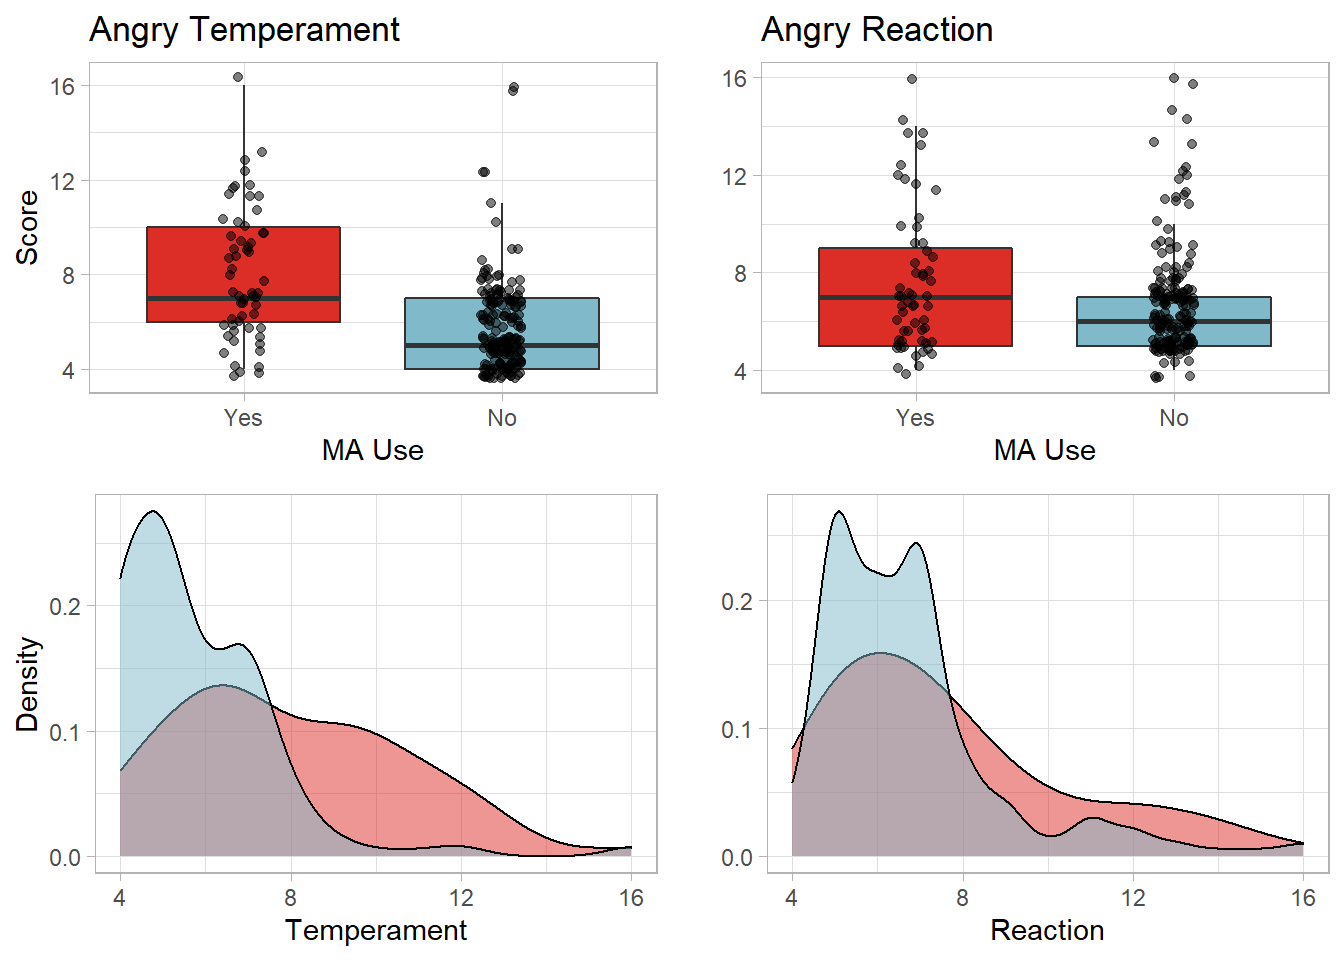 Angry Temperament
Score
16
12
8
4
Yes No
MA Use
Angry Reaction
16
12
8
4
Yes No
MA Use
Density
0.2
0.1
0.0
4 8 12 16
Temperament
0.2
0.1
0.0
4 8 12 16
Reaction